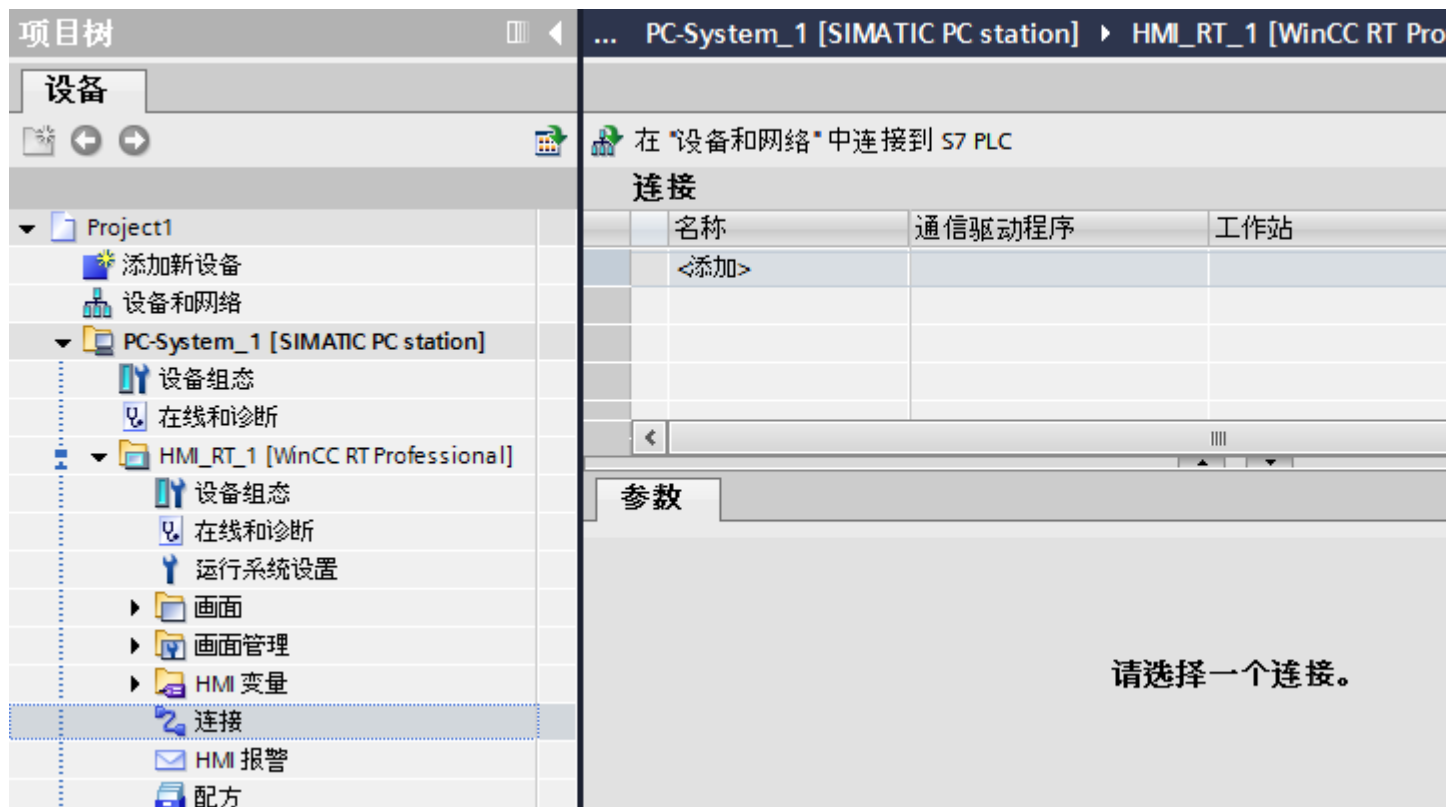 项目树
设备
Project1
添加新设备
设备和网络
PC-System_1 [SIMATIC PC station]
设备组态
在线和诊断
HMI_RT_1 [WinCC RT Professional]
设备组态
在线和诊断
运行系统设置
画面
画面管理
HMI 变量
连接
HMI 报警
配方
... PC-System_1 [SIMATIC PC station] ▸ HMI_RT_1 [WinCC RT Pro
在 "设备和网络" 中连接到 S7 PLC
连接
名称 通信驱动程序 工作站
<添加>
参数
请选择一个连接。